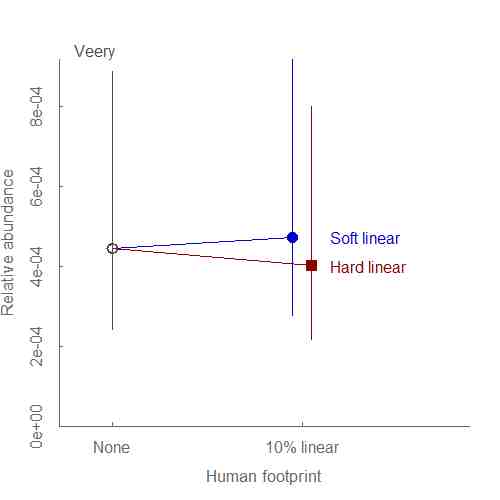 Veery
Relative abundance
8e-04
6e-04
4e-04
2e-04
0e+00
Soft linear
Hard linear
None
10% linear
Human footprint